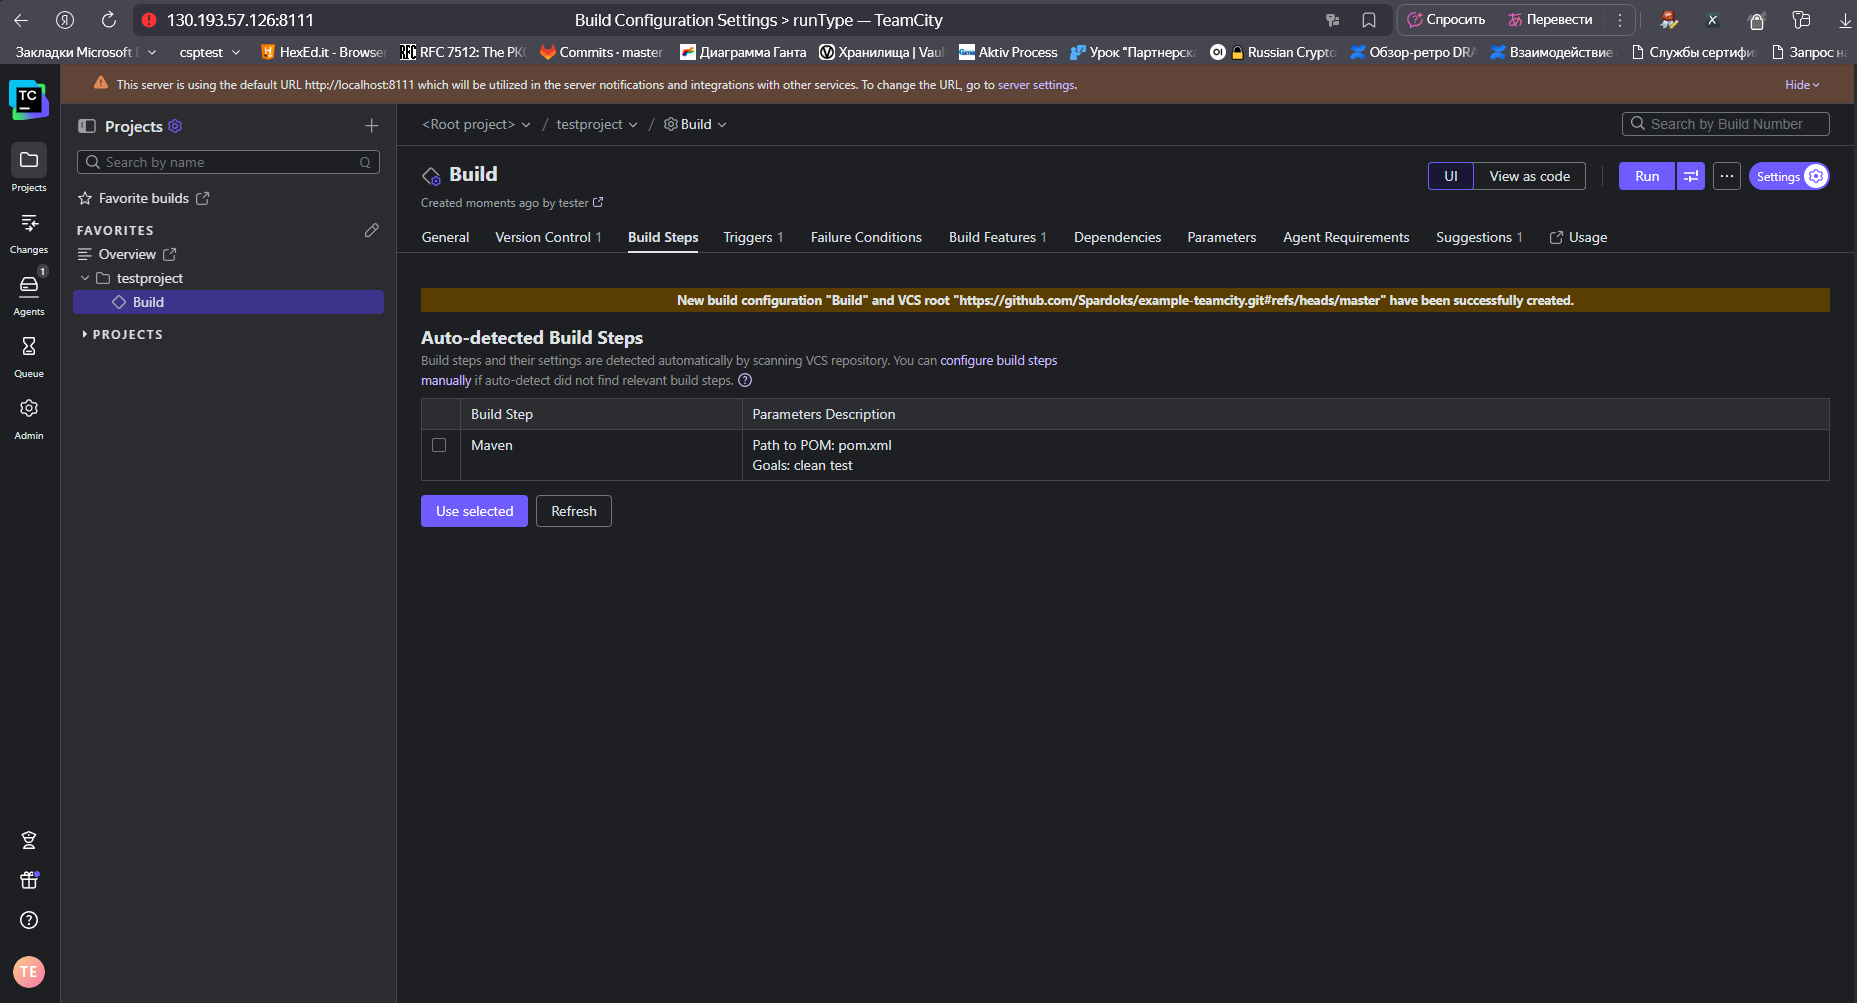 130.193.57.126:8111
Build Configuration Settings > runType — TeamCity
Спросить
Перевести
Закладки Microsoft
csptest
HexEd.it - Browser
RFC 7512: The PK
Commits · master
Диаграмма Ганта
Хранилища | Vau
Aktiv Process
Урок "Партнерска
Russian Crypto
Обзор-ретро DRA
Взаимодействие
Службы сертифи
Запрос на
TC
This server is using the default URL http://localhost:8111 which will be utilized in the server notifications and integrations with other services. To change the URL, go to server settings.
Hide
Projects
Changes
1
Agents
Queue
Admin
TE
Projects
Search by name
Q
Favorite builds
FAVORITES
Overview
testproject
Build
PROJECTS
<Root project> / testproject / Build
Search by Build Number
Build
Created moments ago by tester
UI
View as code
Run
Settings
General
Version Control 1
Build Steps
Triggers 1
Failure Conditions
Build Features 1
Dependencies
Parameters
Agent Requirements
Suggestions 1
Usage
New build configuration "Build" and VCS root "https://github.com/Spardoks/example-teamcity.git#refs/heads/master" have been successfully created.
Auto-detected Build Steps
Build steps and their settings are detected automatically by scanning VCS repository. You can configure build steps
manually if auto-detect did not find relevant build steps.
Build Step
Parameters Description
Maven
Path to POM: pom.xml
Goals: clean test
Use selected
Refresh